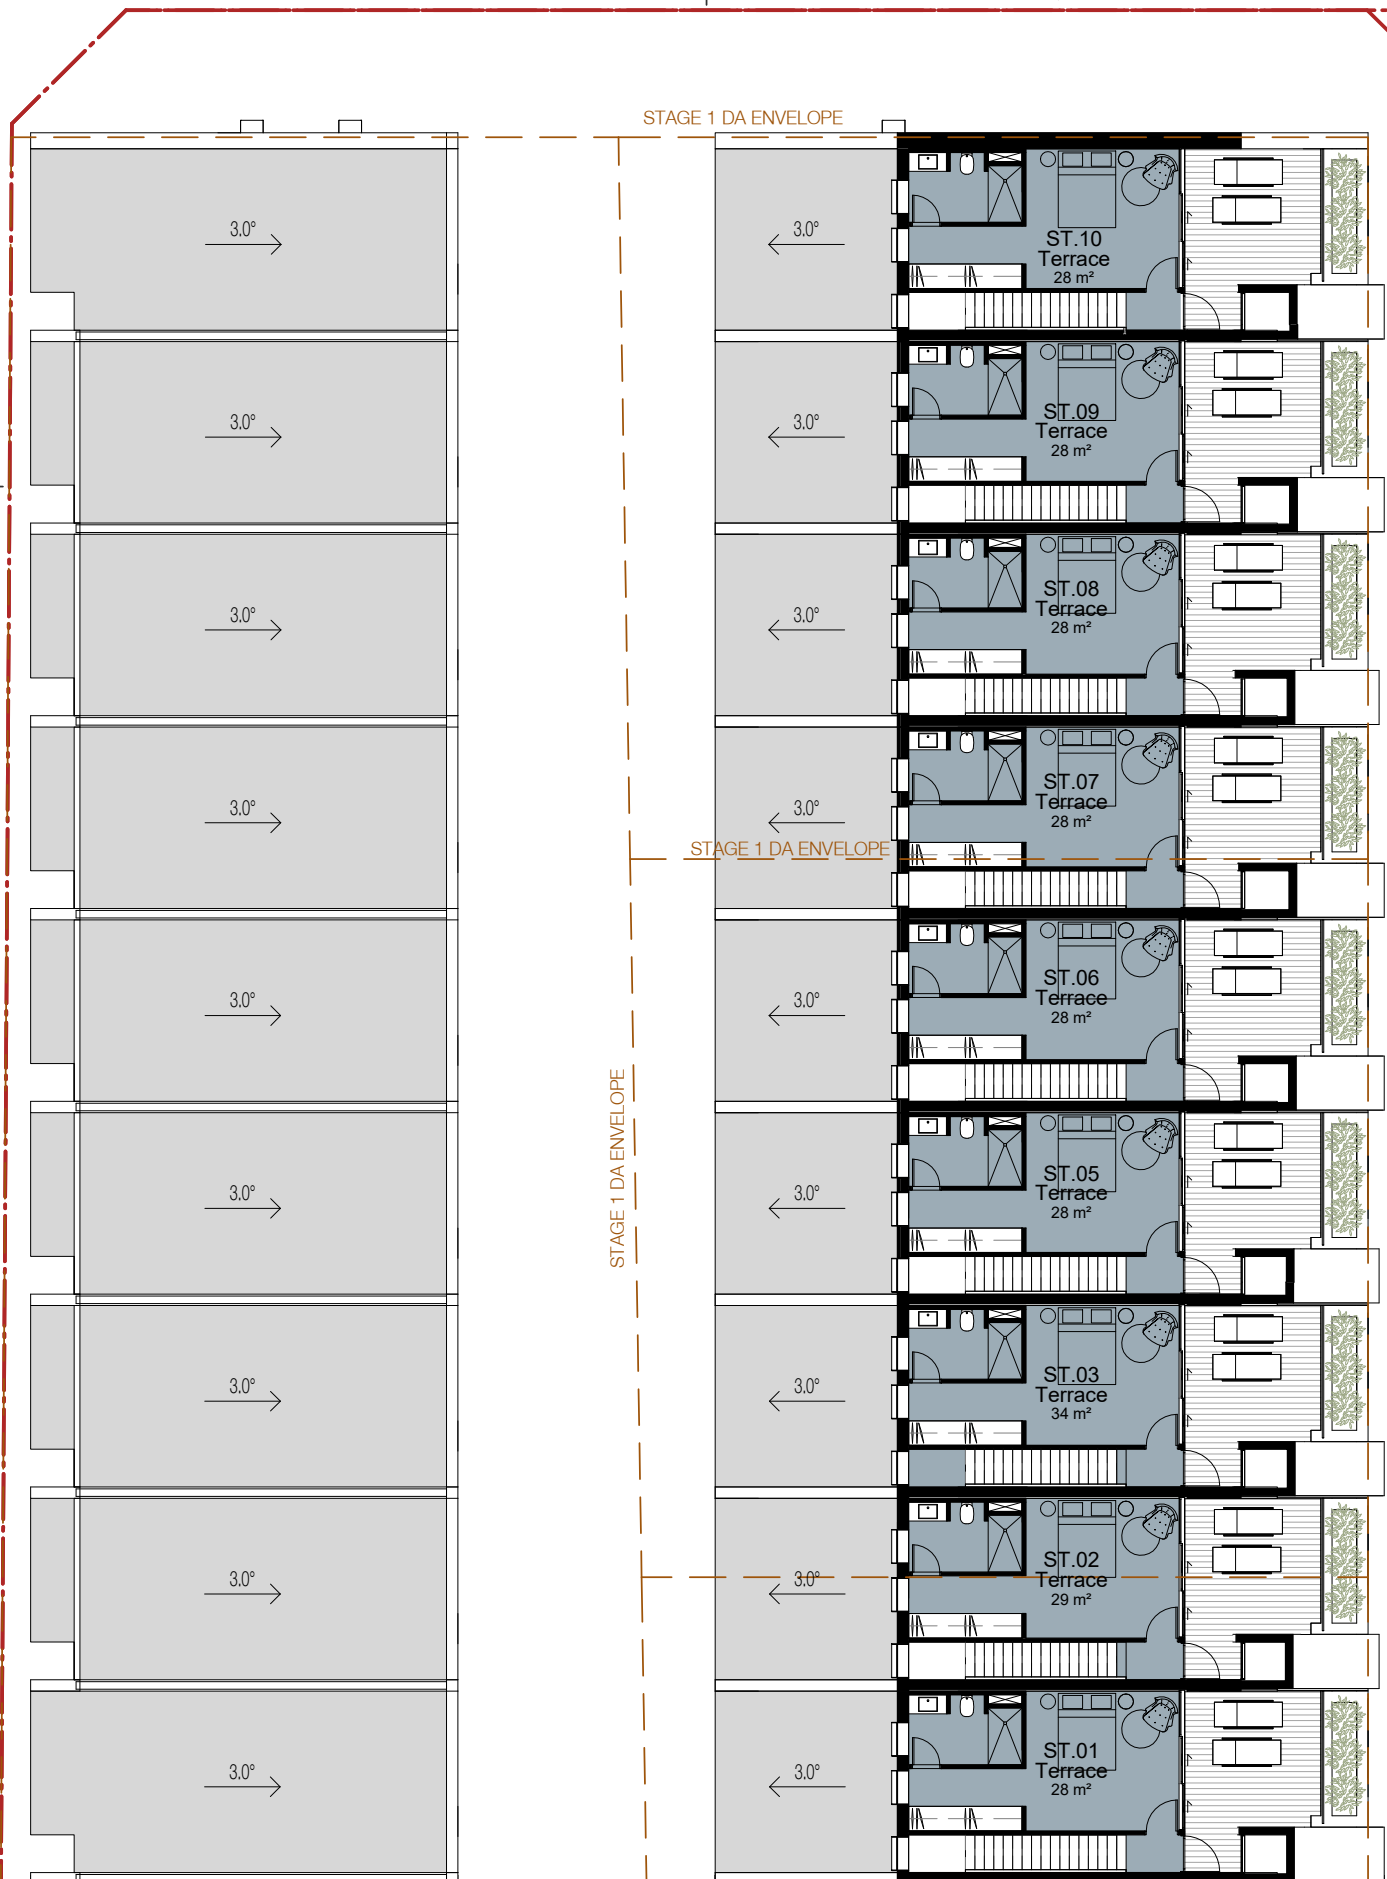 STAGE 1 DA ENVELOPE
3.0°
3.0°
ST.10
Terrace
28 m²
3.0°
3.0°
ST.09
Terrace
28 m²
3.0°
3.0°
ST.08
Terrace
28 m²
3.0°
3.0°
ST.07
Terrace
28 m²
STAGE 1 DA ENVELOPE
3.0°
3.0°
ST.06
Terrace
28 m²
STAGE 1 DA ENVELOPE
3.0°
3.0°
ST.05
Terrace
28 m²
3.0°
3.0°
ST.03
Terrace
34 m²
3.0°
3.0°
ST.02
Terrace
29 m²
3.0°
3.0°
ST.01
Terrace
28 m²